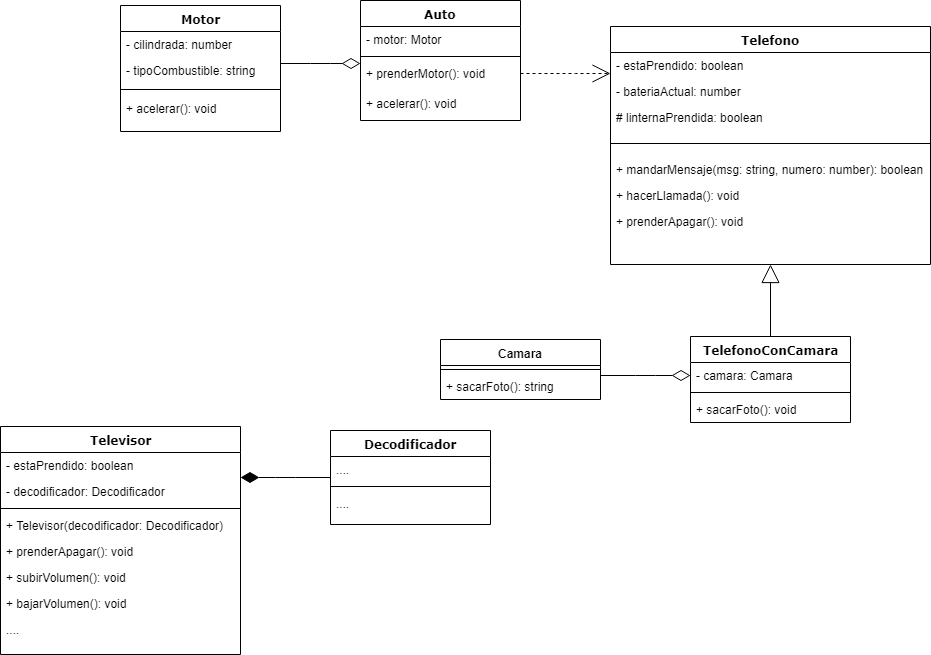 Motor
- cilindrada: number
- tipoCombustible: string
+ acelerar(): void
Auto
- motor: Motor
+ prenderMotor(): void
+ acelerar(): void
Telefono
- estaPrendido: boolean
- bateriaActual: number
# linternaPrendida: boolean
+ mandarMensaje(msg: string, numero: number): boolean
+ hacerLlamada(): void
+ prenderApagar(): void
Camara
+ sacarFoto(): string
TelefonoConCamara
- camara: Camara
+ sacarFoto(): void
Televisor
- estaPrendido: boolean
- decodificador: Decodificador
+ Televisor(decodificador: Decodificador)
+ prenderApagar(): void
+ subirVolumen(): void
+ bajarVolumen(): void
....
Decodificador
....
....